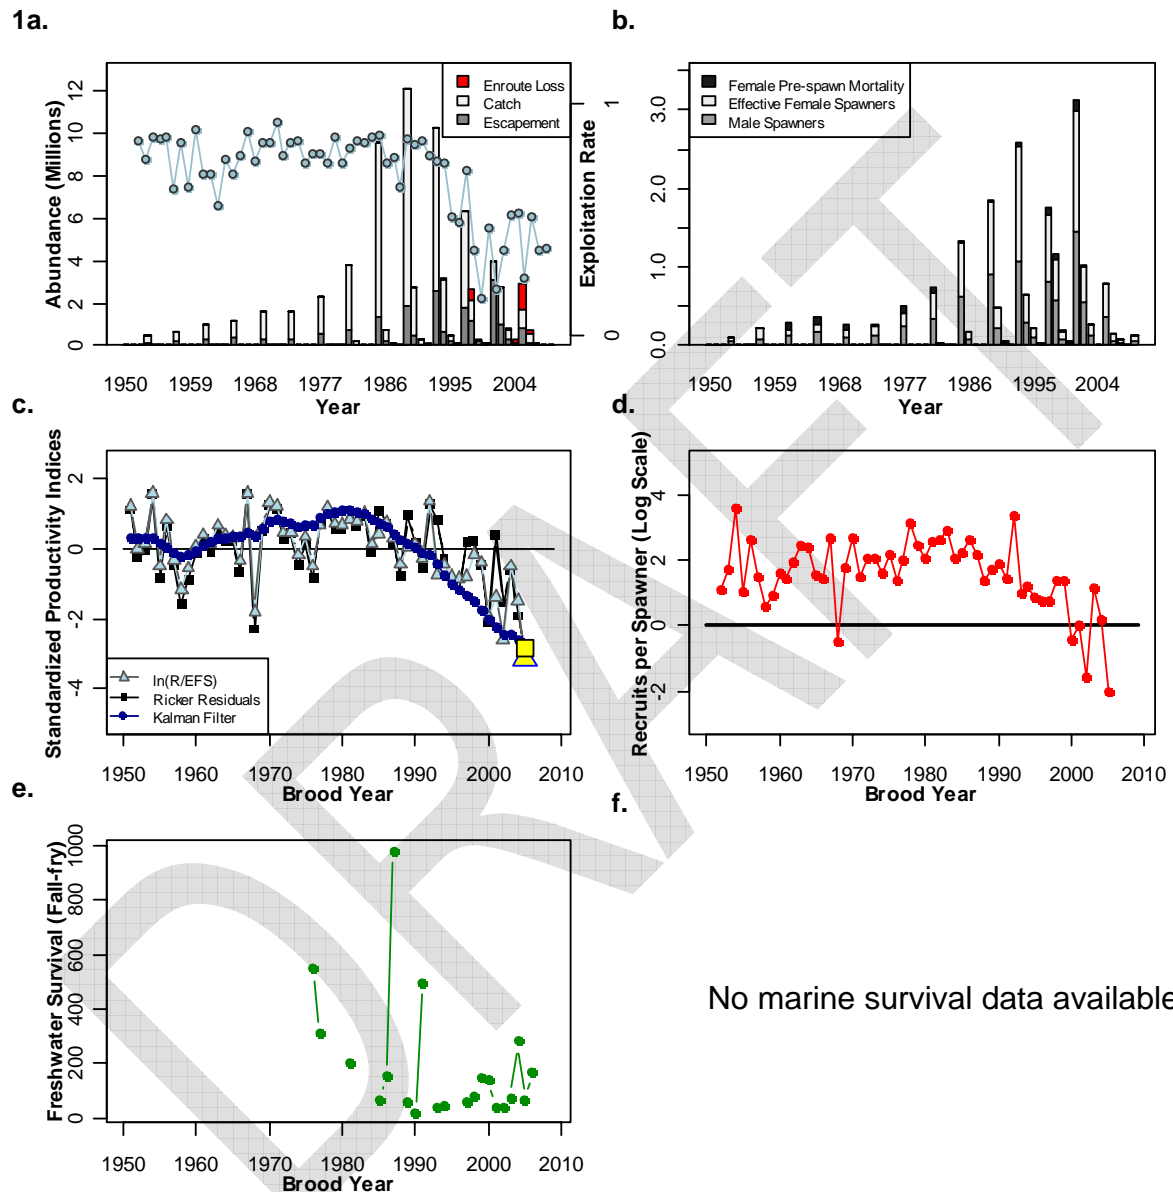 1a.
Abundance (Millions)
12
10
8
6
4
2
0
Enroute Loss
Catch
Escapement
1
0
Exploitation Rate
1950 1959 1968 1977 1986 1995 2004
Year
b.
3.0
2.0
1.0
0.0
Female Pre-spawn Mortality
Effective Female Spawners
Male Spawners
1950 1959 1968 1977 1986 1995 2004
Year
c.
Standardized Productivity Indices
2
0
-2
-4
ln(R/EFS)
Ricker Residuals
Kalman Filter
1950 1960 1970 1980 1990 2000 2010
Brood Year
d.
Recruits per Spawner (Log Scale)
4
2
0
-2
1950 1960 1970 1980 1990 2000 2010
Brood Year
e.
Freshwater Survival (Fall-fry)
1000
800
600
400
200
0
1950 1960 1970 1980 1990 2000 2010
Brood Year
f.
No marine survival data available
DRAFT